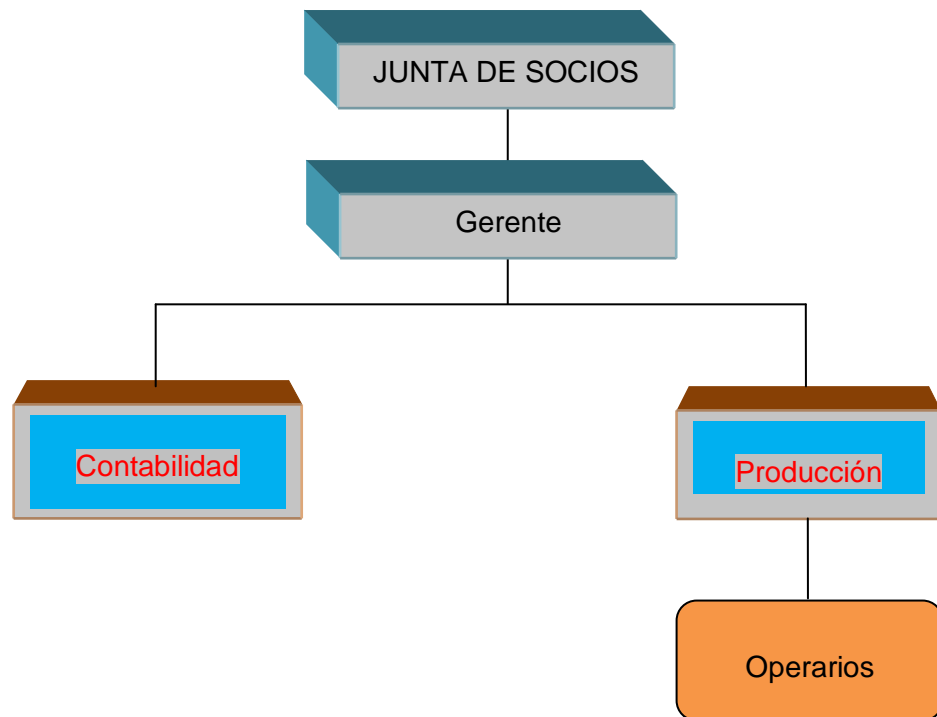 JUNTA DE SOCIOS
Gerente
Contabilidad
Producción
Operarios